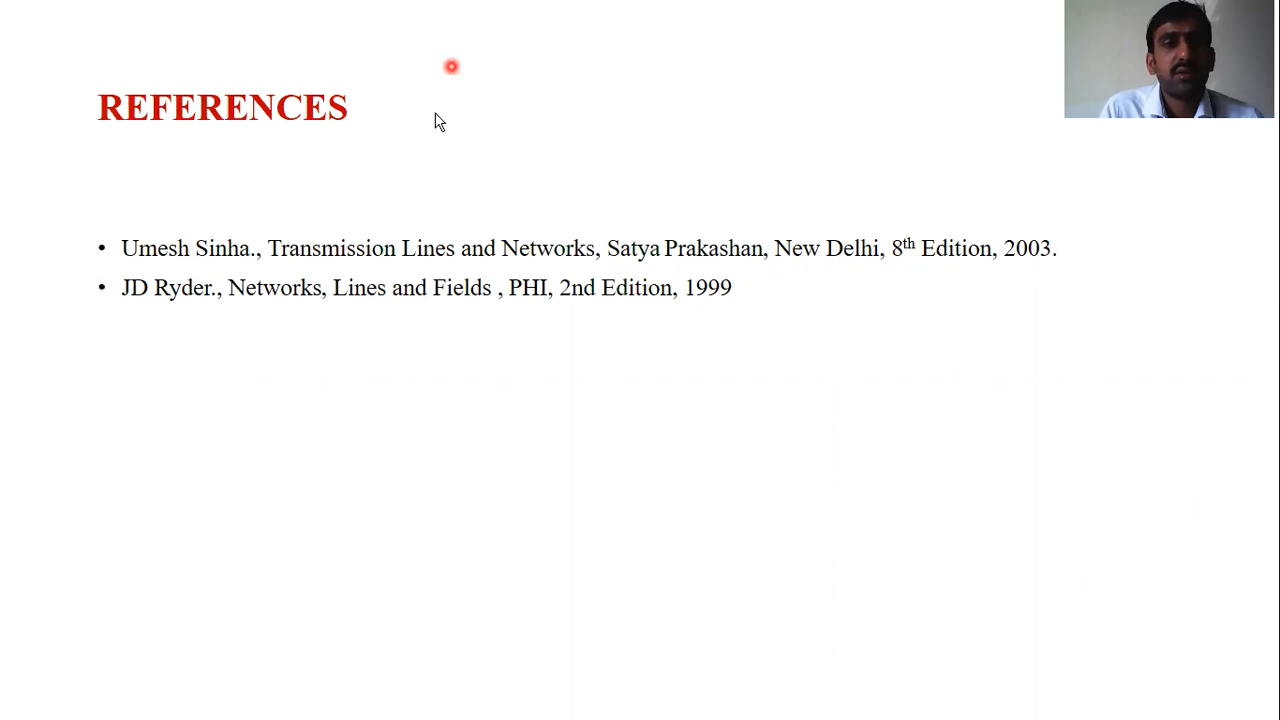 REFERENCES
• Umesh Sinha., Transmission Lines and Networks, Satya Prakashan, New Delhi, 8th Edition, 2003.
• JD Ryder., Networks, Lines and Fields , PHI, 2nd Edition, 1999